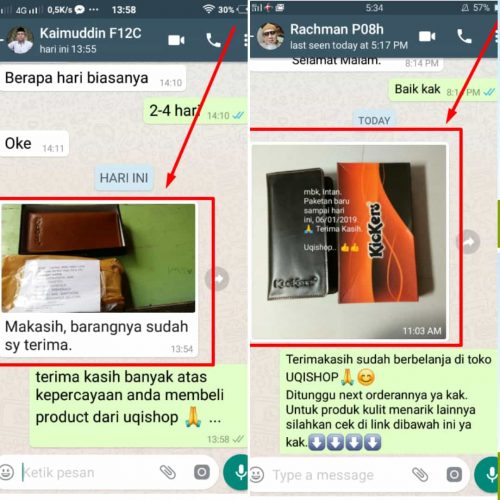 4G 0,5K/s 13:58 30%
Kaimuddin F12C
hari ini 13:55
Berapa hari biasanya
14:10
2-4 hari
14:10
Oke
14:11
HARI INI
Makasih, barangnya sudah
sy terima.
13:54
terima kasih banyak atas
kepercayaan anda membeli
product dari uqishop 🙏 ...
13:58
Ketik pesan
5:34 57%
Rachman P08h
last seen today at 5:17 PM
Selamat Malam.
8:14 PM
Baik kak
8:14 PM
TODAY
mbk, Intan.
Paketan baru
sampai hari
ini, 06/01/2019.
🙏 Terima Kasih.
Uqishop.. 👍👍
KicKers
KicKers
11:03 AM
Terimakasih sudah berbelanja di toko
UQISHOP🙏😊
Ditunggu next orderannya ya kak.
Untuk produk kulit menarik lainnya
silahkan cek di link dibawah ini ya
kak.⬇⬇⬇⬇
Type a message